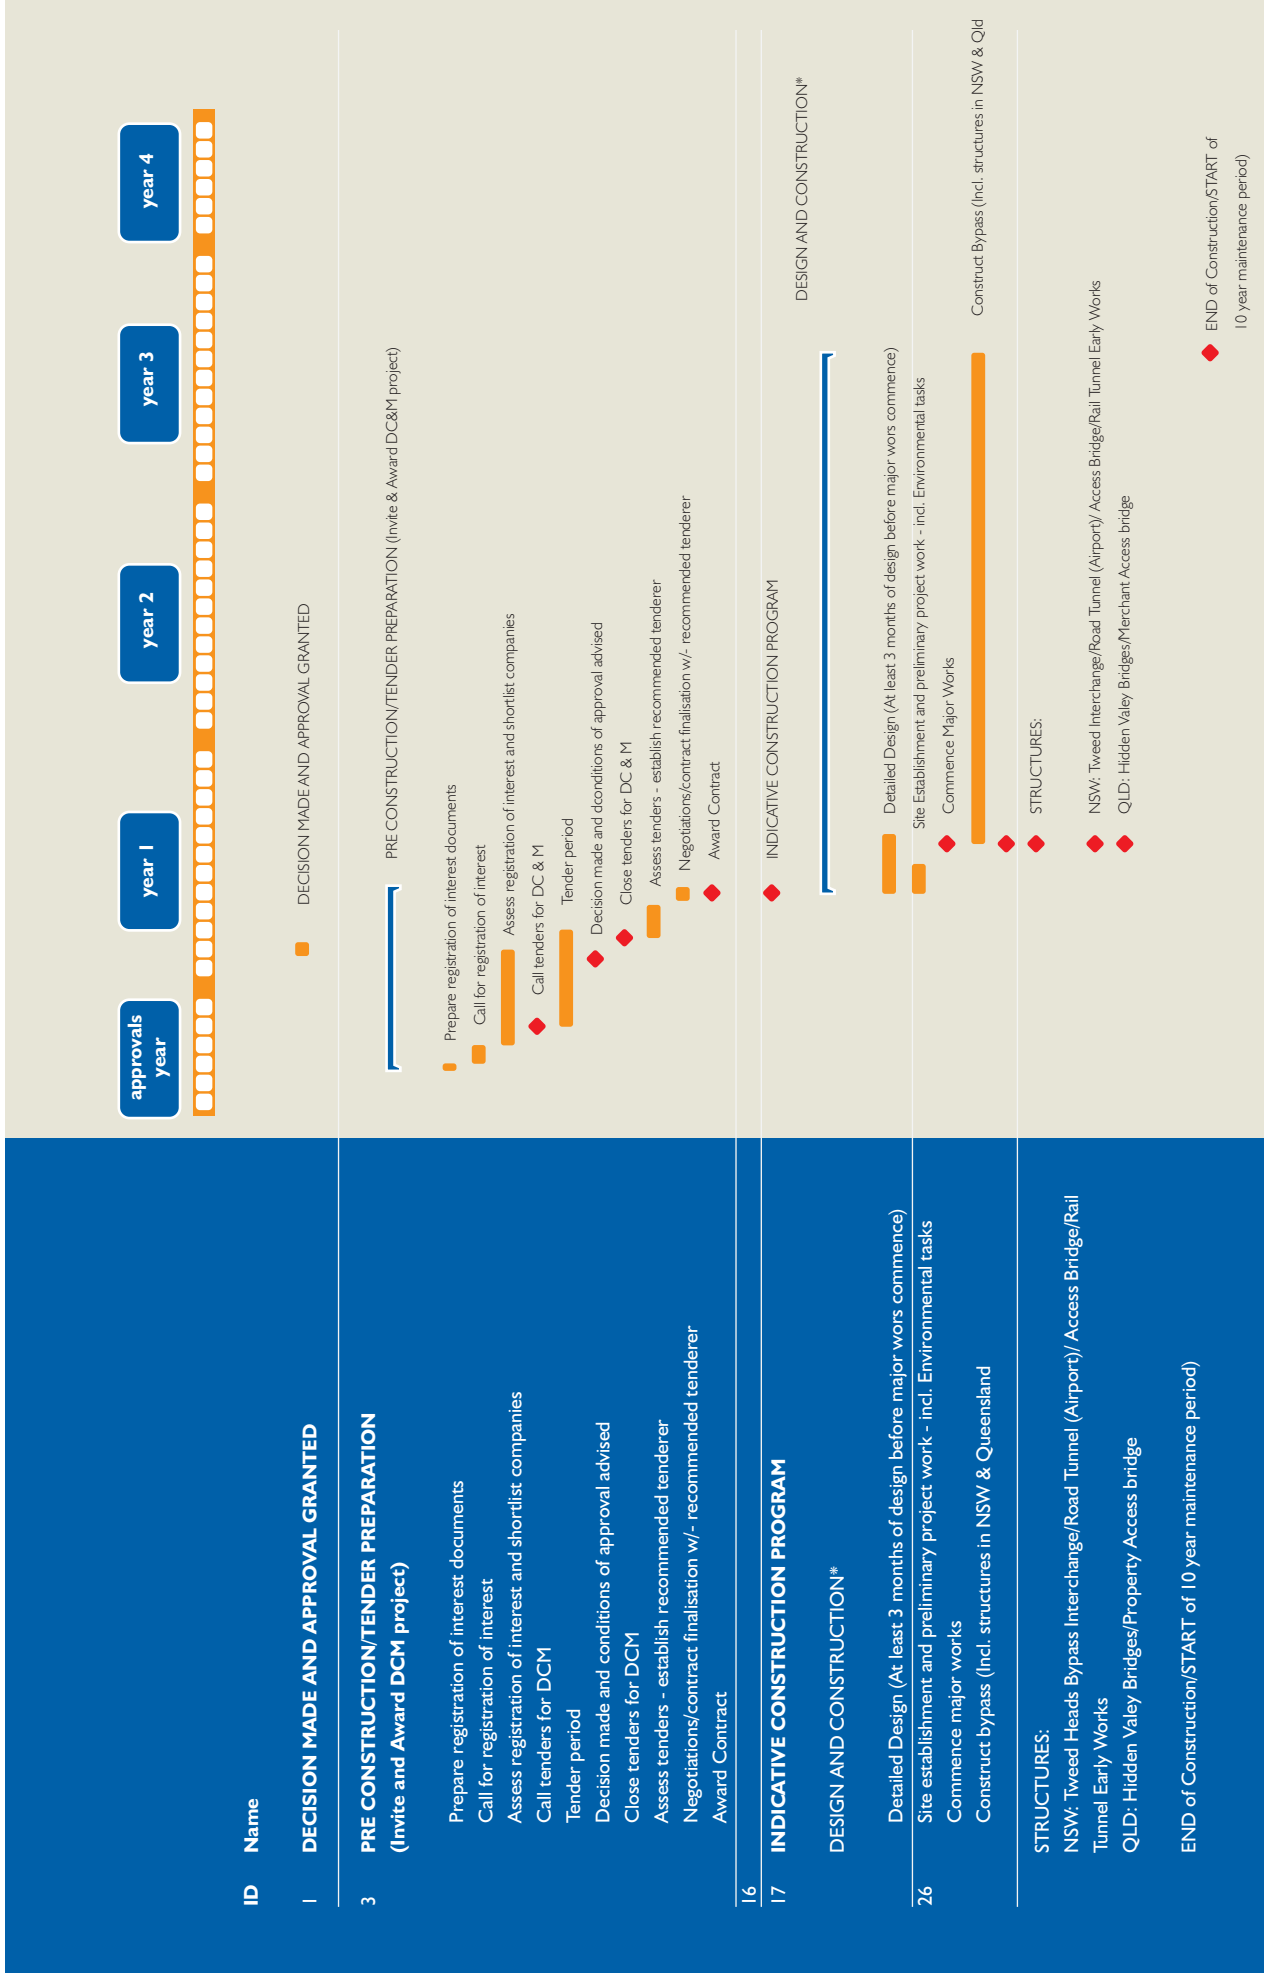 approvals
year
year 1
year 2
year 3
year 4
ID Name
1 DECISION MADE AND APPROVAL GRANTED
DECISION MADE AND APPROVAL GRANTED
3 PRE CONSTRUCTION/TENDER PREPARATION
(Invite and Award DCM project)
PRE CONSTRUCTION/TENDER PREPARATION (Invite & Award DC&M project)
Prepare registration of interest documents
Prepare registration of interest documents
Call for registration of interest
Call for registration of interest
Assess registration of interest and shortlist companies
Assess registration of interest and shortlist companies
Call tenders for DCM
Call tenders for DC & M
Tender period
Tender period
Decision made and conditions of approval advised
Decision made and dconditions of approval advised
Close tenders for DCM
Close tenders for DC & M
Assess tenders - establish recommended tenderer
Assess tenders - establish recommended tenderer
Negotiations/contract finalisation w/- recommended tenderer
Negotiations/contract finalisation w/- recommended tenderer
Award Contract
Award Contract
16
17 INDICATIVE CONSTRUCTION PROGRAM
INDICATIVE CONSTRUCTION PROGRAM
DESIGN AND CONSTRUCTION*
DESIGN AND CONSTRUCTION*
Detailed Design (At least 3 months of design before major wors commence)
Detailed Design (At least 3 months of design before major wors commence)
26 Site establishment and preliminary project work - incl. Environmental tasks
Site Establishment and preliminary project work - incl. Environmental tasks
Commence major works
Commence Major Works
Construct bypass (Incl. structures in NSW & Queensland
Construct Bypass (Incl. structures in NSW & Qld
STRUCTURES:
STRUCTURES:
NSW: Tweed Heads Bypass Interchange/Road Tunnel (Airport)/ Access Bridge/Rail
Tunnel Early Works
NSW: Tweed Interchange/Road Tunnel (Airport)/ Access Bridge/Rail Tunnel Early Works
QLD: Hidden Valey Bridges/Property Access bridge
QLD: Hidden Valey Bridges/Merchant Access bridge
END of Construction/START of 10 year maintenance period)
END of Construction/START of
10 year maintenance period)